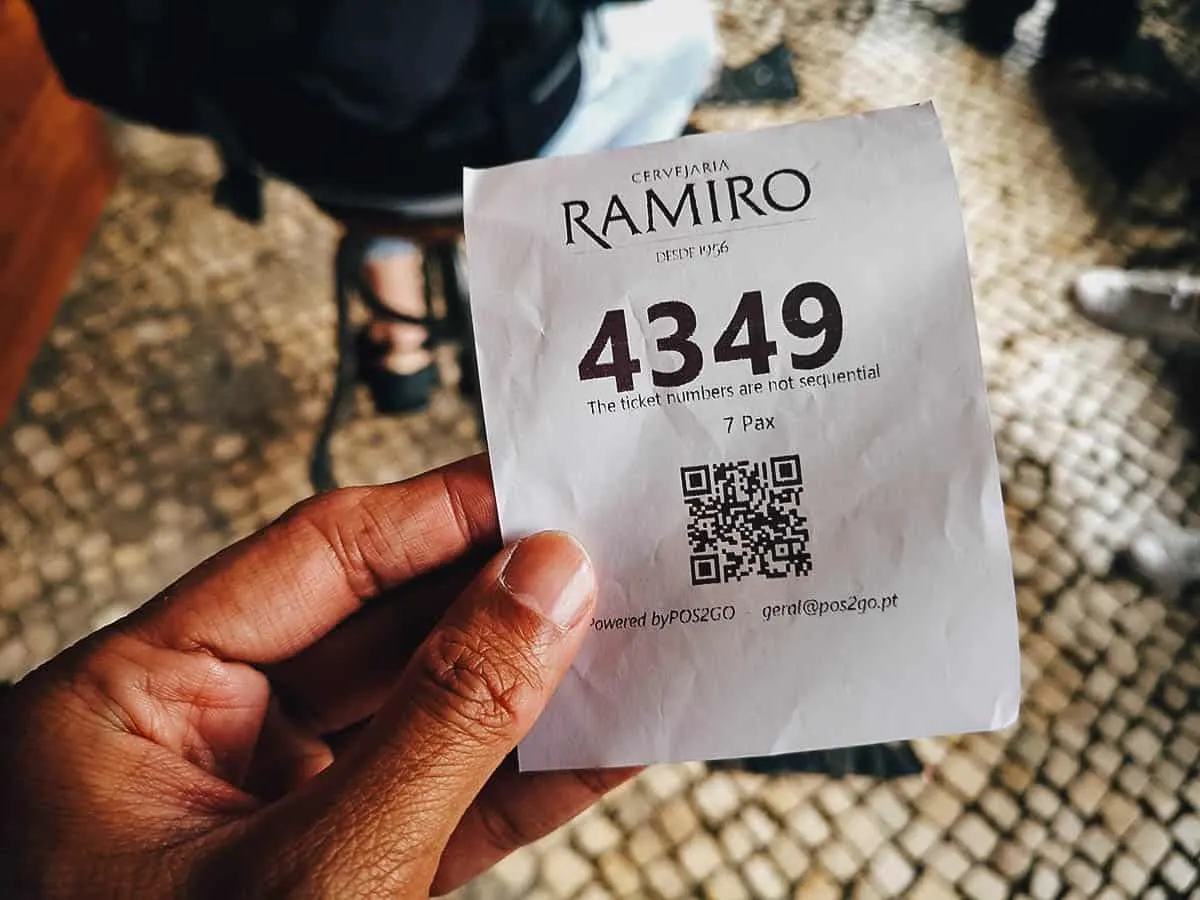 CERVEJARIA
RAMIRO
DESDE 1956
4349
The ticket numbers are not sequential
7 Pax
Powered byPOS2GO - geral@pos2go.pt